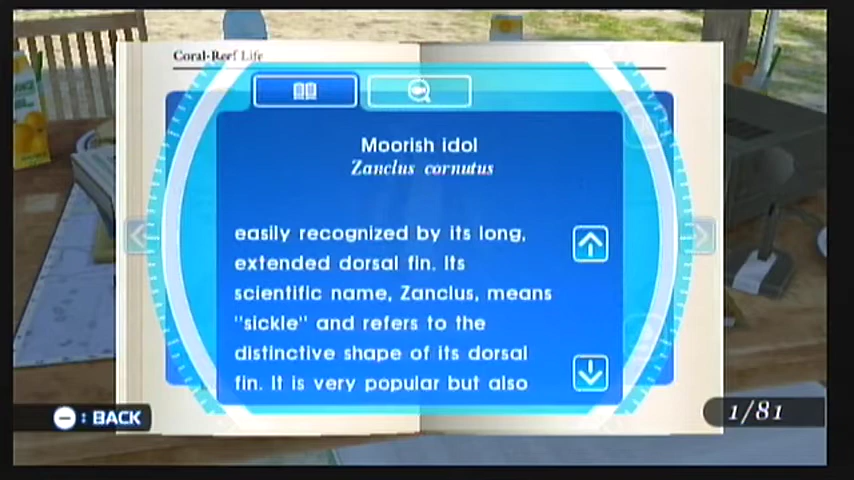 Coral-Reef Life
Moorish idol
Zanclus cornutus
easily recognized by its long,
extended dorsal fin. Its
scientific name, Zanclus, means
"sickle" and refers to the
distinctive shape of its dorsal
fin. It is very popular but also
- : BACK
1/81